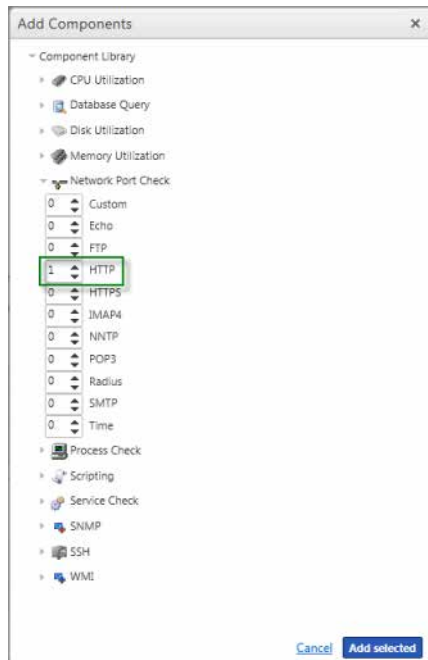 Add Components ×
Component Library
CPU Utilization
Database Query
Disk Utilization
Memory Utilization
Network Port Check
0 Custom
0 Echo
0 FTP
1 HTTP
0 HTTPS
0 IMAP4
0 NNTP
0 POP3
0 Radius
0 SMTP
0 Time
Process Check
Scripting
Service Check
SNMP
SSH
WMI
Cancel Add selected